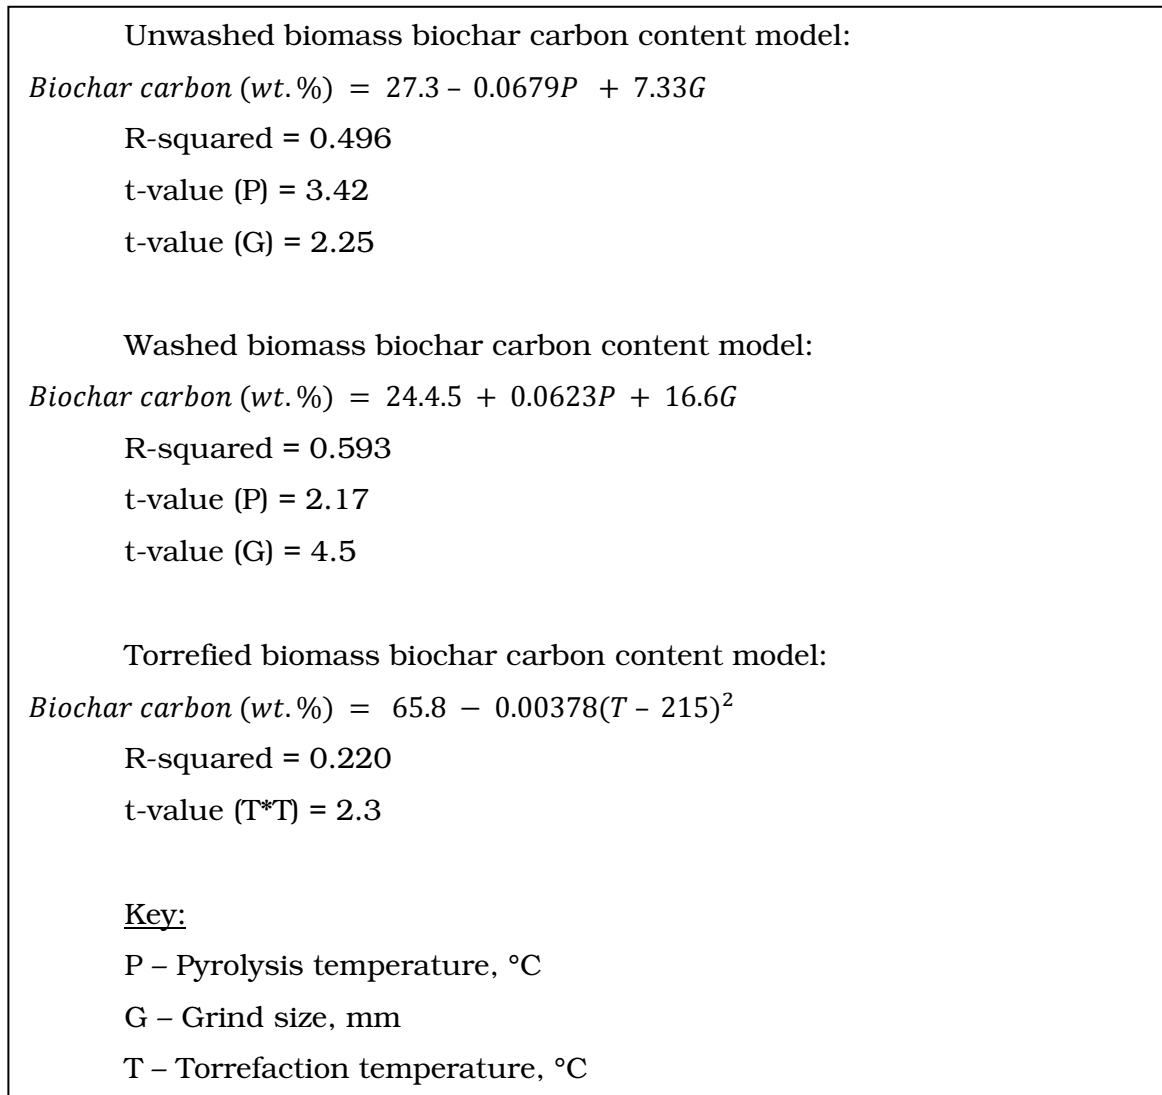 Unwashed biomass biochar carbon content model:
Biochar carbon (wt. %) = 27.3 – 0.0679P + 7.33G
R-squared = 0.496
t-value (P) = 3.42
t-value (G) = 2.25
Washed biomass biochar carbon content model:
Biochar carbon (wt. %) = 24.4.5 + 0.0623P + 16.6G
R-squared = 0.593
t-value (P) = 2.17
t-value (G) = 4.5
Torrefied biomass biochar carbon content model:
Biochar carbon (wt. %) = 65.8 − 0.00378(T – 215)²
R-squared = 0.220
t-value (T*T) = 2.3
Key:
P – Pyrolysis temperature, °C
G – Grind size, mm
T – Torrefaction temperature, °C